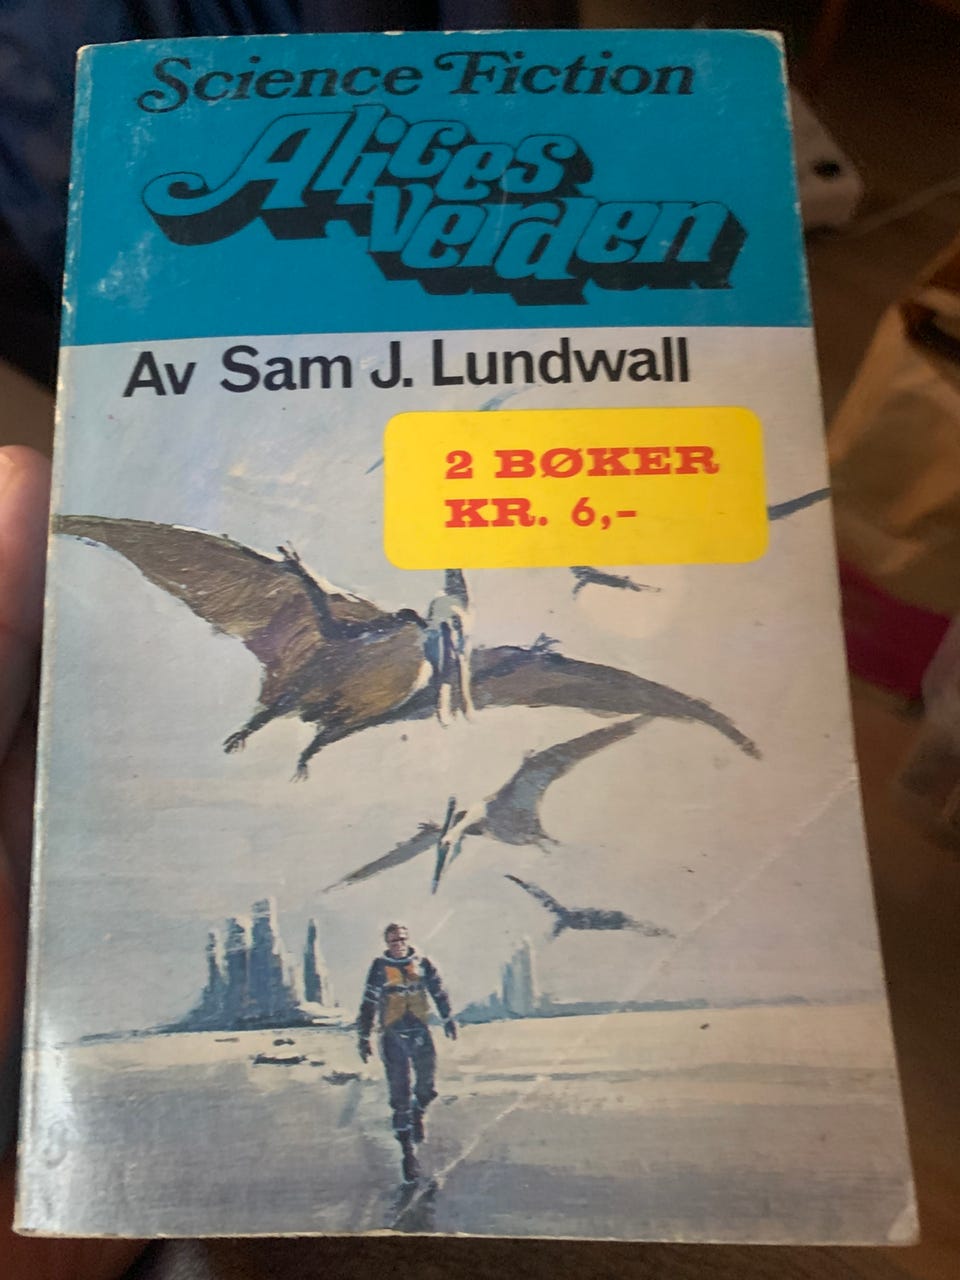 Science Fiction
Alices
verden
Av Sam J. Lundwall
2 BØKER
KR. 6,-